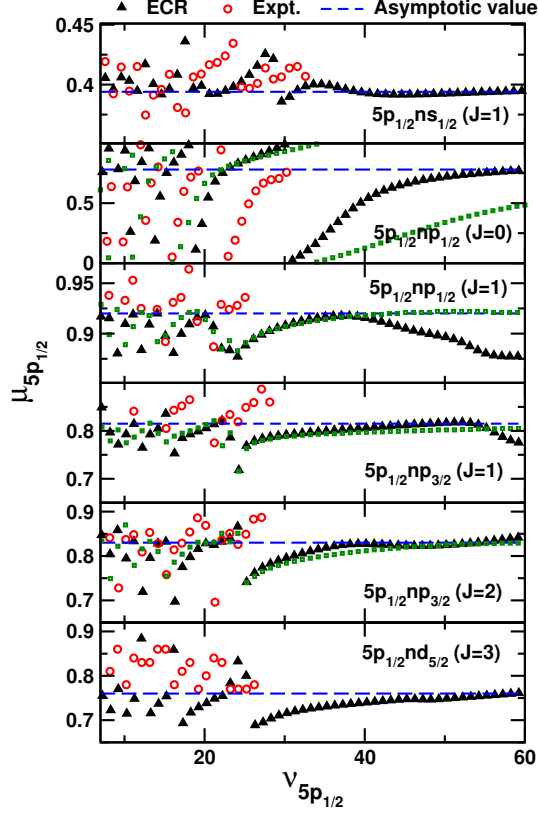 ECR Expt. Asymptotic value
0.45
0.4
5p1/2ns1/2 (J=1)
0.5
0
5p1/2np1/2 (J=0)
0.95
0.9
5p1/2np1/2 (J=1)
0.8
0.7
5p1/2np3/2 (J=1)
0.9
0.8
0.7
5p1/2np3/2 (J=2)
0.9
0.8
0.7
5p1/2nd5/2 (J=3)
μ5p1/2
20 40 60
ν5p1/2